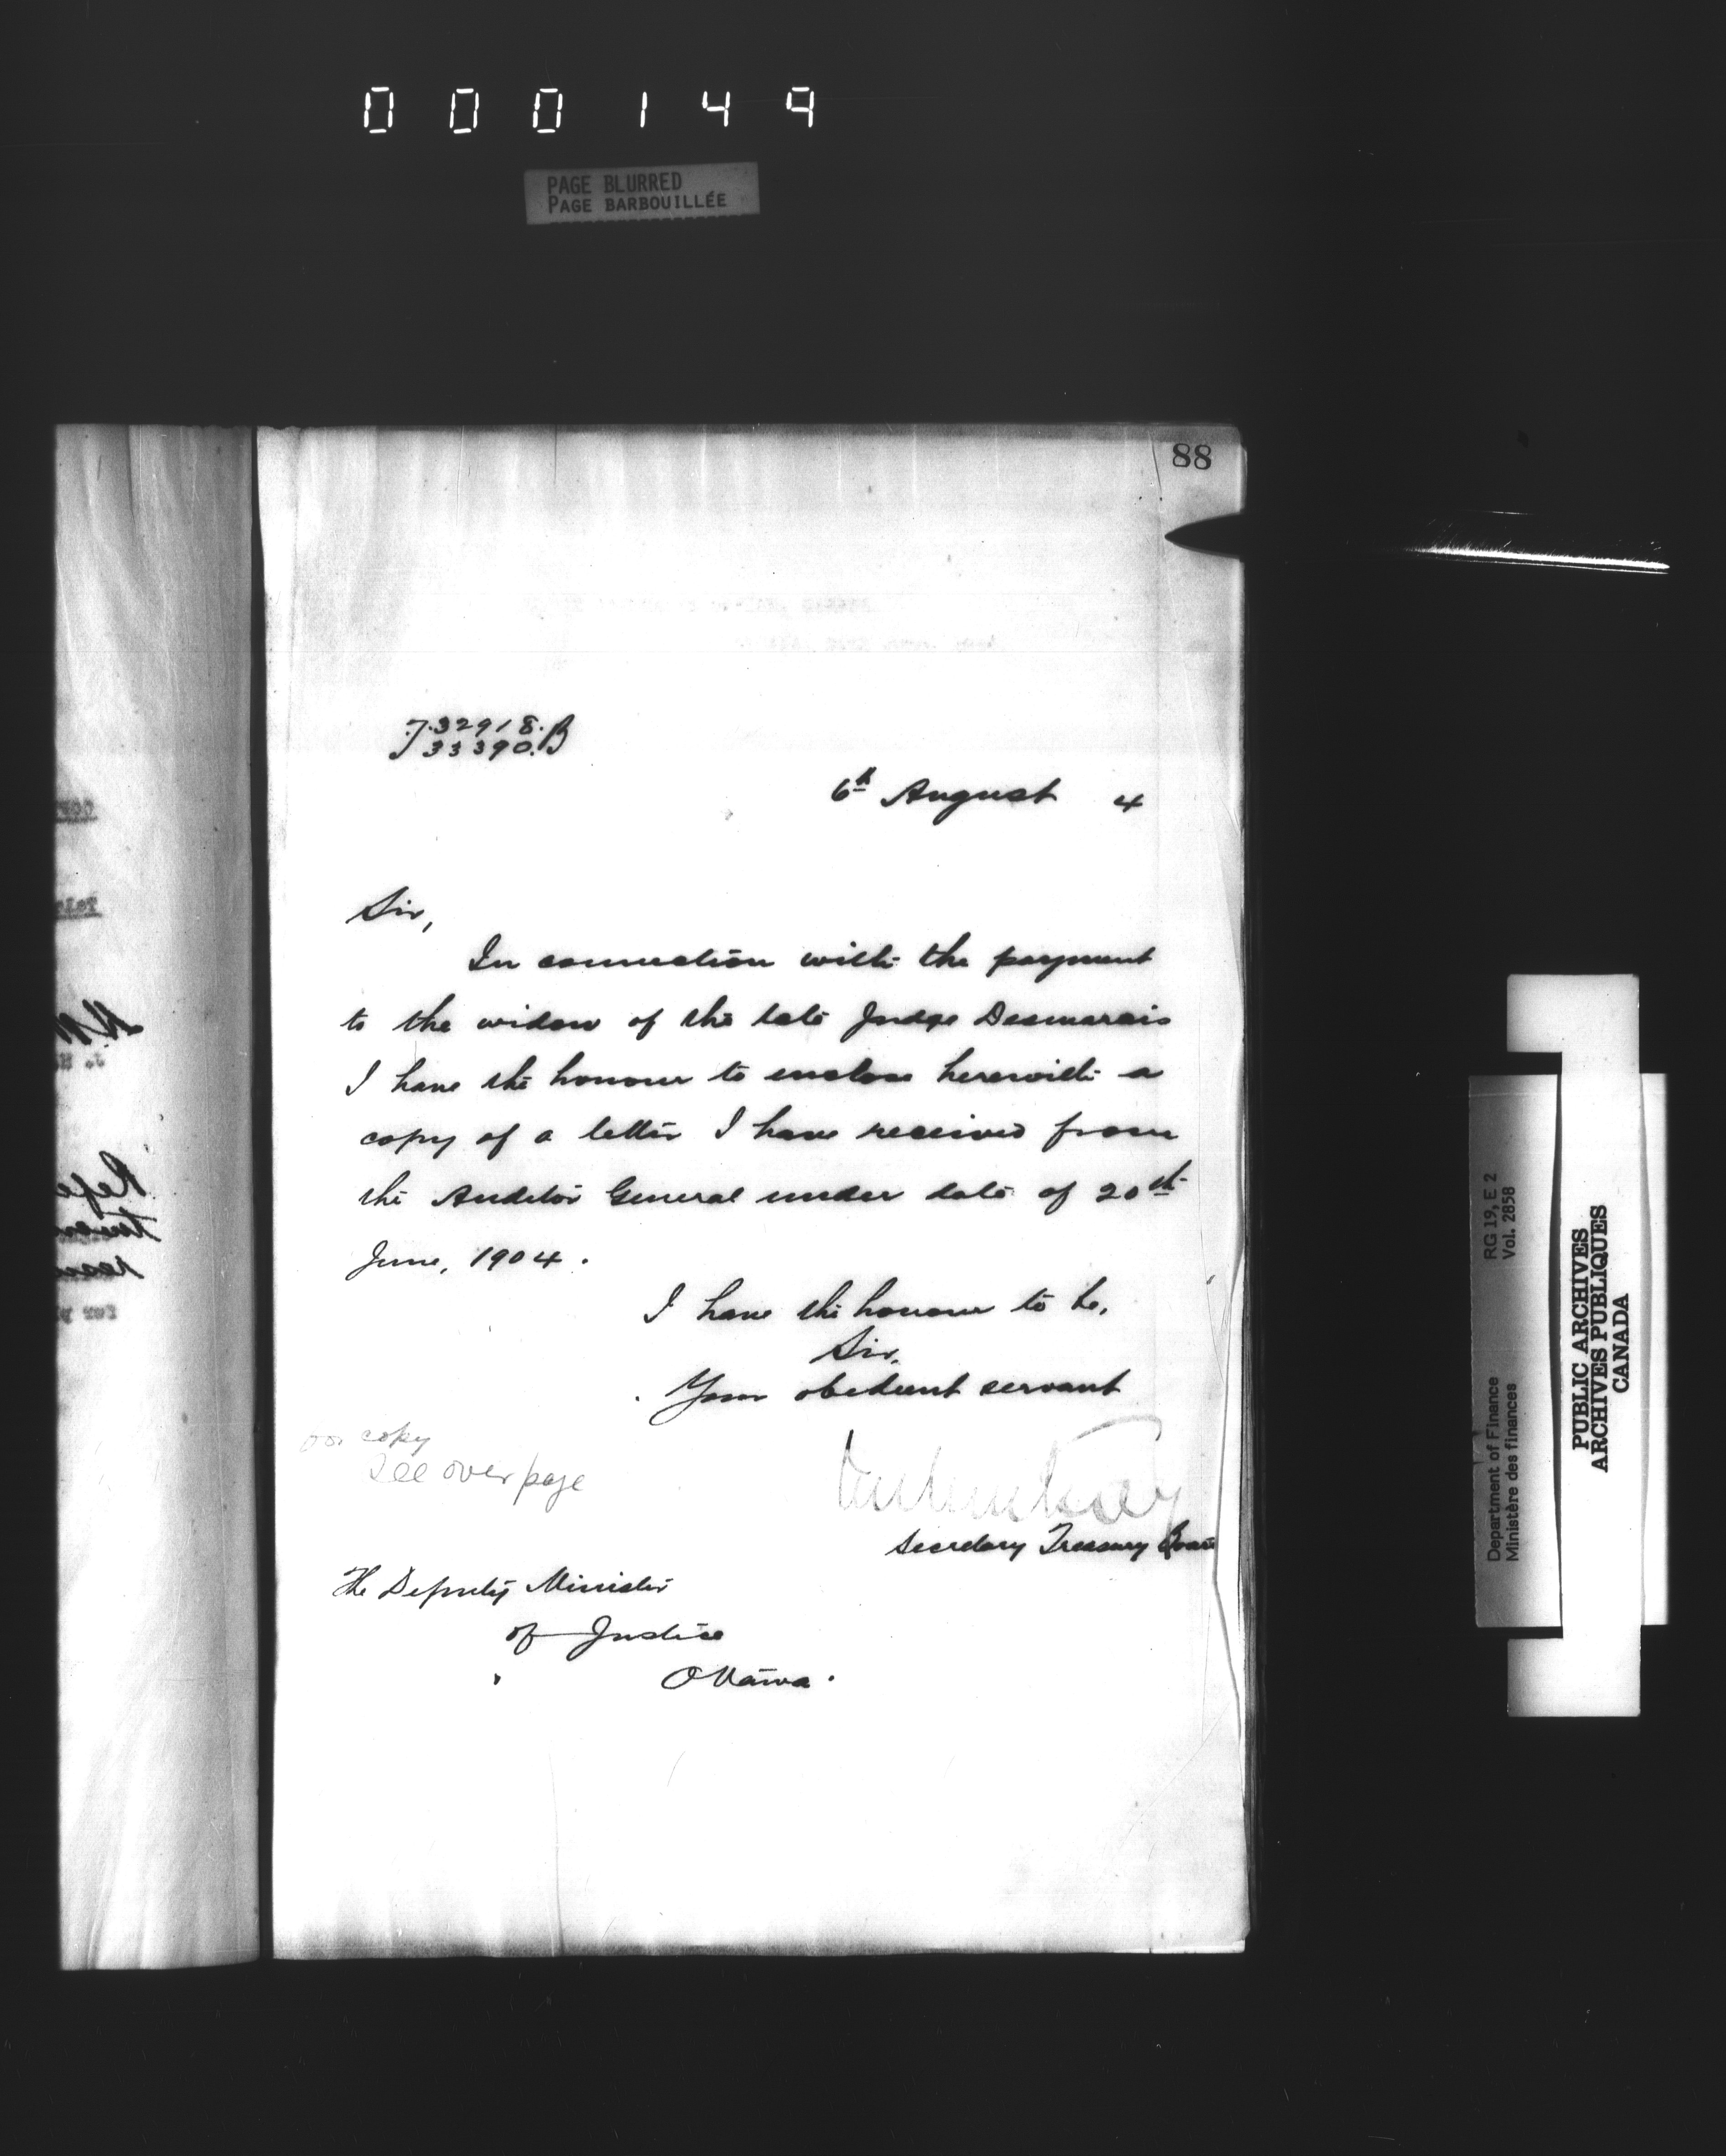 000149
PAGE BLURRED
PAGE BARBOUILLÉE
88
T.32918.B
T 33390.B
6th August 4
Sir,
In connection with the payment
to the widow of the late Judge Desmarais
I have the honour to enclose herewith a
copy of a letter I have received from
the Auditor General under date of 20th
June, 1904.
I have the honour to be,
Sir,
Your obedient servant
for copy
See over page
Secretary Treasury Board
The Deputy Minister
of Justice
Ottawa.
RG 19, E 2
Vol. 2858
Department of Finance
Ministère des finances
PUBLIC ARCHIVES
ARCHIVES PUBLIQUES
CANADA